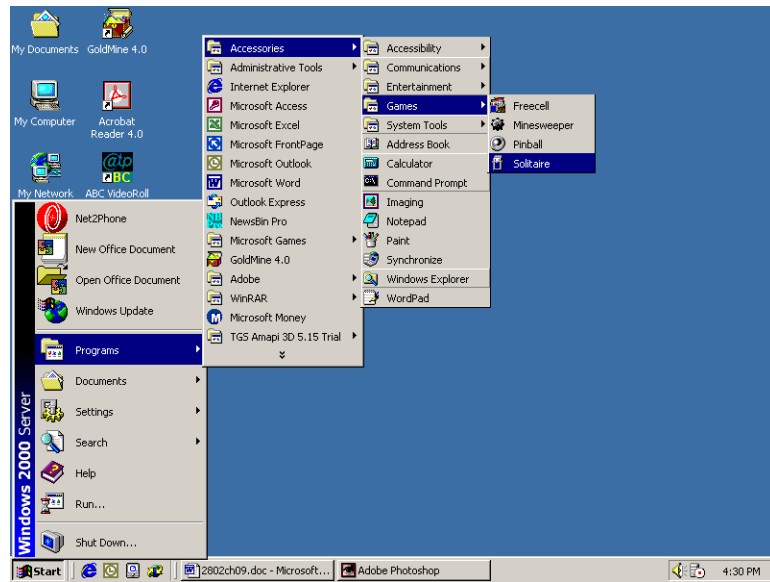 My Documents
GoldMine 4.0
My Computer
Acrobat
Reader 4.0
My Network
ABC VideoRoll
atp
ABC
Net2Phone
New Office Document
Open Office Document
Windows Update
Programs
Documents
Settings
Search
Help
Run...
Shut Down...
Windows 2000 Server
Accessories
Administrative Tools
Internet Explorer
Microsoft Access
Microsoft Excel
Microsoft FrontPage
Microsoft Outlook
Microsoft Word
Outlook Express
NewsBin Pro
Microsoft Games
GoldMine 4.0
Adobe
WinRAR
Microsoft Money
TGS Amapi 3D 5.15 Trial
Accessibility
Communications
Entertainment
Games
System Tools
Address Book
Calculator
Command Prompt
Imaging
Notepad
Paint
Synchronize
Windows Explorer
WordPad
Freecell
Minesweeper
Pinball
Solitaire
Start
2802ch09.doc - Microsoft...
Adobe Photoshop
4:30 PM